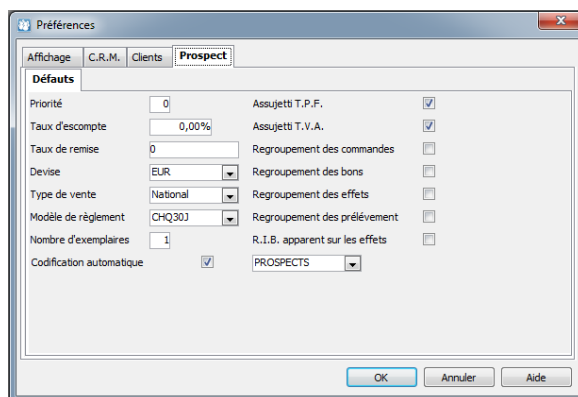 Préférences
Affichage C.R.M. Clients Prospect
Défauts
Priorité 0 Assujetti T.P.F.
Taux d'escompte 0,00% Assujetti T.V.A.
Taux de remise 0 Regroupement des commandes
Devise EUR Regroupement des bons
Type de vente National Regroupement des effets
Modèle de règlement CHQ30J Regroupement des prélévement
Nombre d'exemplaires 1 R.I.B. apparent sur les effets
Codification automatique PROSPECTS
OK Annuler Aide